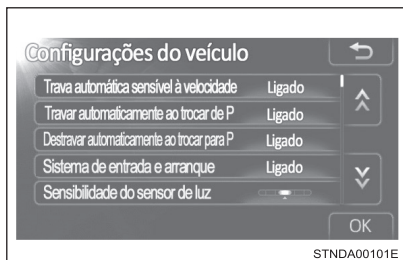 Configurações do veículo
Trava automática sensível à velocidade Ligado
Travar automaticamente ao trocar de P Ligado
Destravar automaticamente ao trocar para P Ligado
Sistema de entrada e arranque Ligado
Sensibilidade do sensor de luz
OK
STNDA00101E